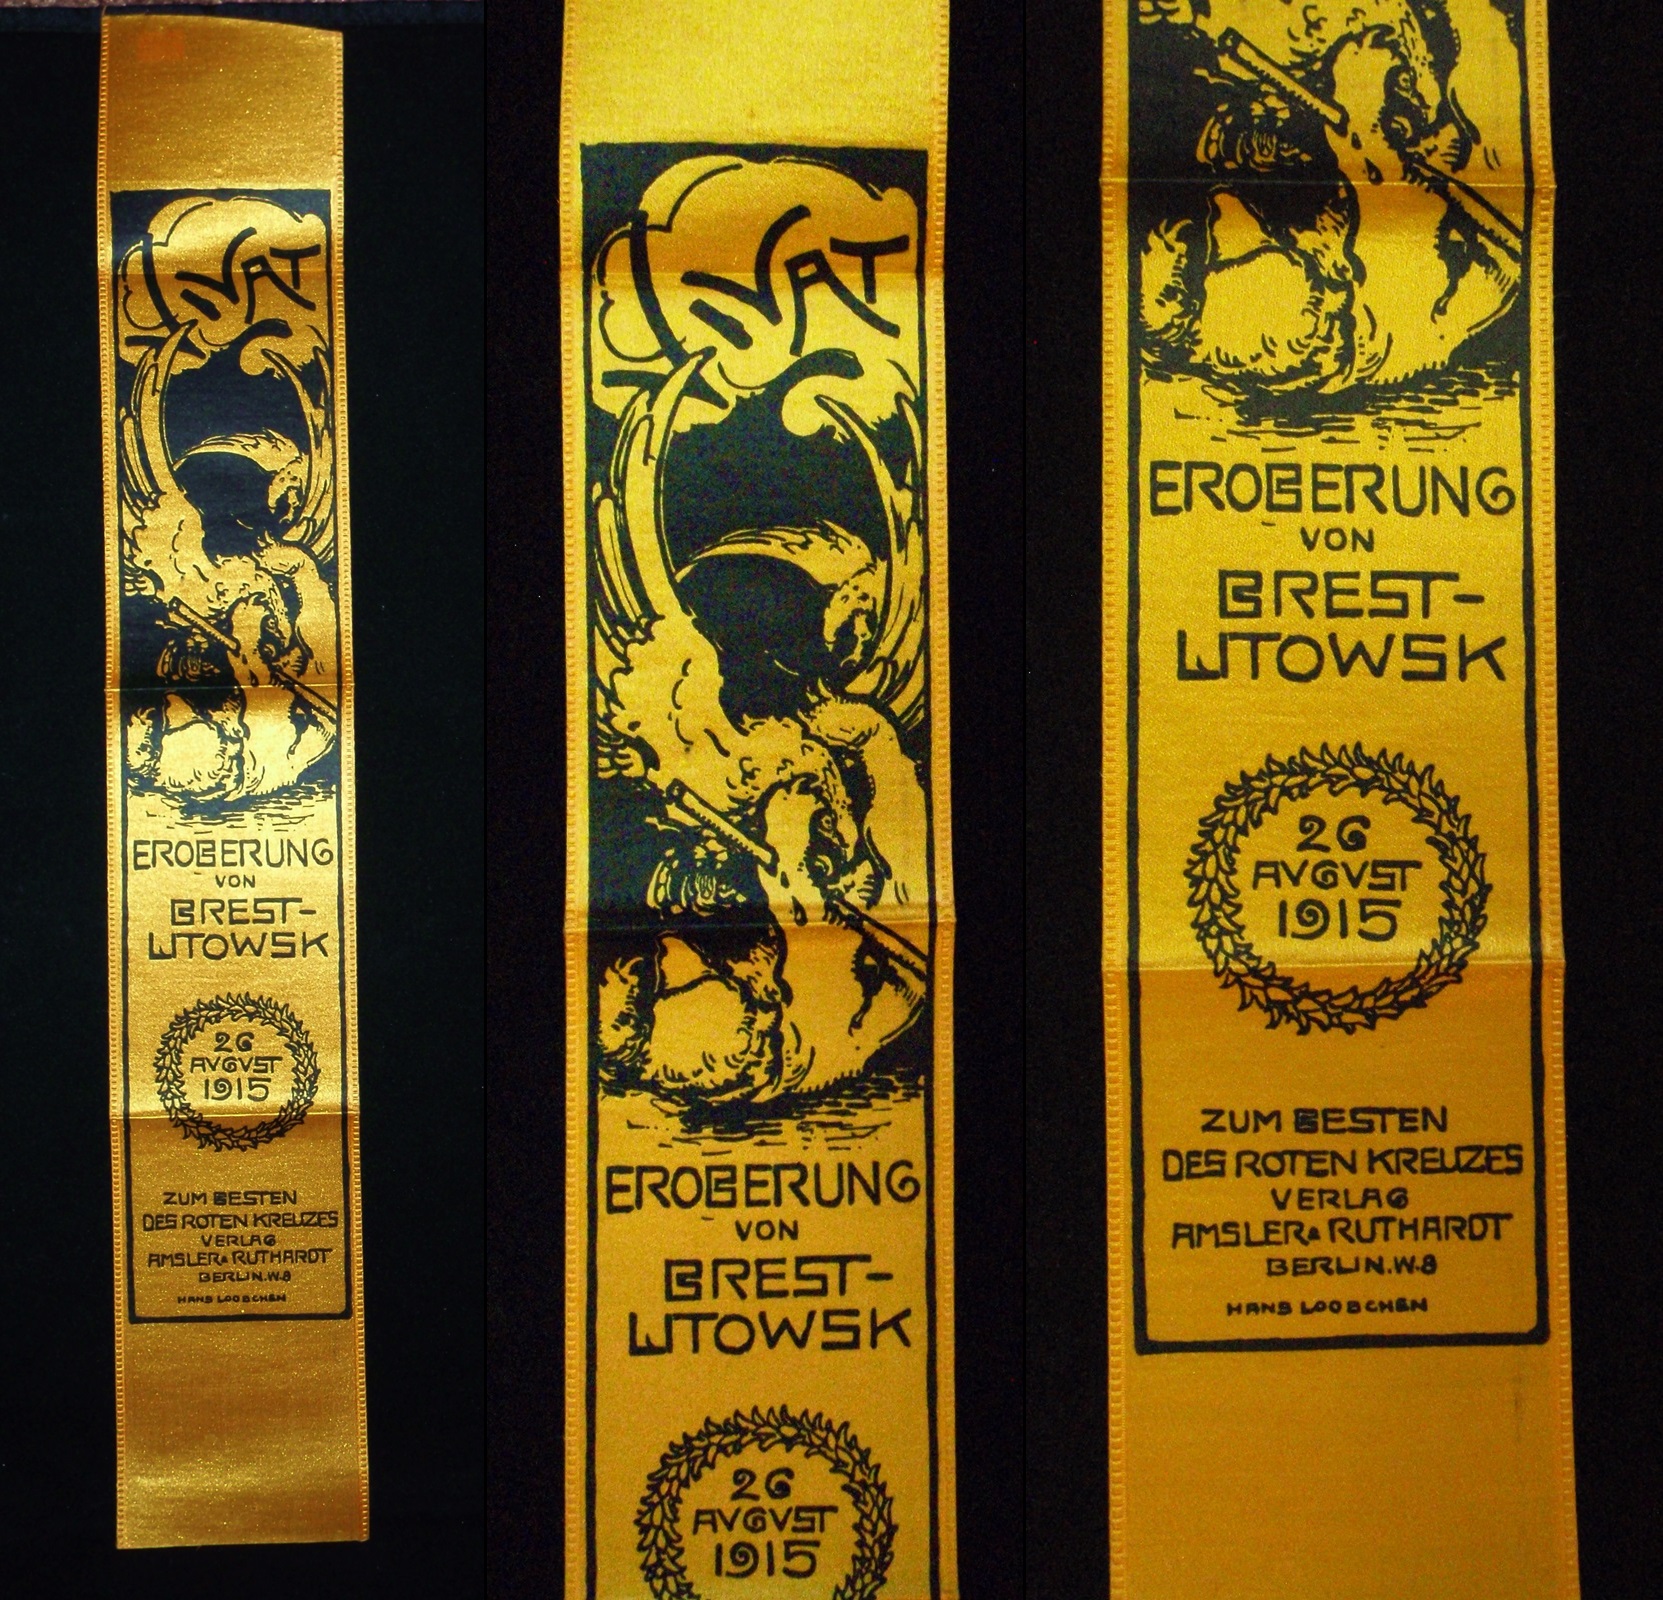 VIVAT
EROBERUNG
VON
BREST-
LITOWSK
26
AVGVST
1915
ZUM BESTEN
DES ROTEN KREUZES
VERLAG
AMSLER & RUTHARDT
BERLIN.W.8
HANS LOOSCHEN
VIVAT
EROBERUNG
VON
BREST-
LITOWSK
26
AVGVST
1915
EROBERUNG
VON
BREST-
LITOWSK
26
AVGVST
1915
ZUM BESTEN
DES ROTEN KREUZES
VERLAG
AMSLER & RUTHARDT
BERLIN.W.8
HANS LOOSCHEN